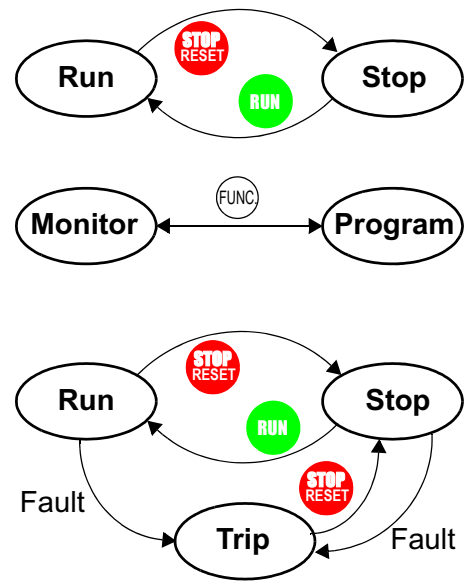 STOP
RESET
Run
Stop
RUN
FUNC.
Monitor
Program
STOP
RESET
Run
Stop
RUN
STOP
RESET
Fault
Trip
Fault